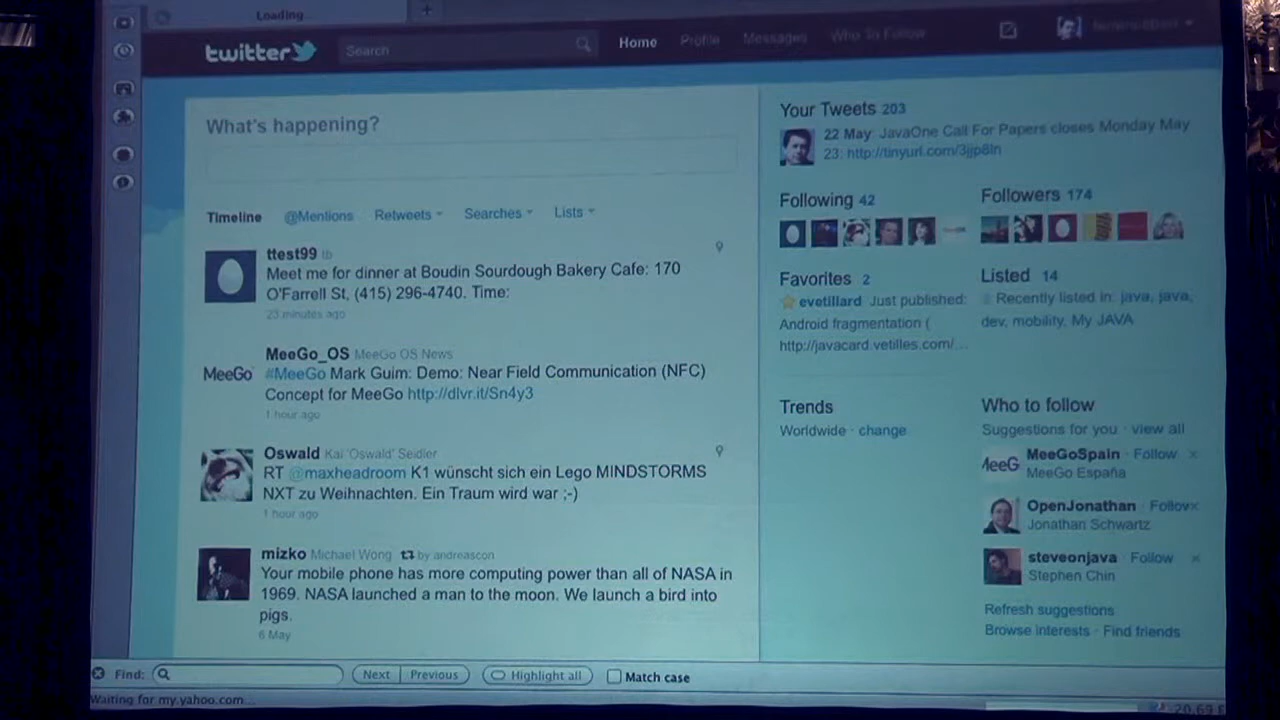 Loading...
twitter
Search
Home Profile Messages Who To Follow
What's happening?
Timeline @Mentions Retweets Searches Lists
ttest99 tb
Meet me for dinner at Boudin Sourdough Bakery Cafe: 170
O'Farrell St, (415) 296-4740. Time:
23 minutes ago
MeeGo
MeeGo_OS MeeGo OS News
#MeeGo Mark Guim: Demo: Near Field Communication (NFC)
Concept for MeeGo http://dlvr.it/Sn4y3
1 hour ago
Oswald Kai 'Oswald' Seidler
RT @maxheadroom K1 wünscht sich ein Lego MINDSTORMS
NXT zu Weihnachten. Ein Traum wird war ;-)
1 hour ago
mizko Michael Wong by andreascon
Your mobile phone has more computing power than all of NASA in
1969. NASA launched a man to the moon. We launch a bird into
pigs.
6 May
Your Tweets 203
22 May: JavaOne Call For Papers closes Monday May
23: http://tinyurl.com/3jjp8ln
Following 42
Followers 174
Favorites 2
evetillard Just published:
Android fragmentation (
http://javacard.vetilles.com/...
Listed 14
Recently listed in: java, java,
dev, mobility, My JAVA
Trends
Worldwide · change
Who to follow
Suggestions for you · view all
MeeGo
MeeGoSpain · Follow ×
MeeGo España
OpenJonathan · Follow ×
Jonathan Schwartz
steveonjava · Follow ×
Stephen Chin
Refresh suggestions
Browse interests · Find friends
Find: Next Previous Highlight all Match case
Waiting for my.yahoo.com...